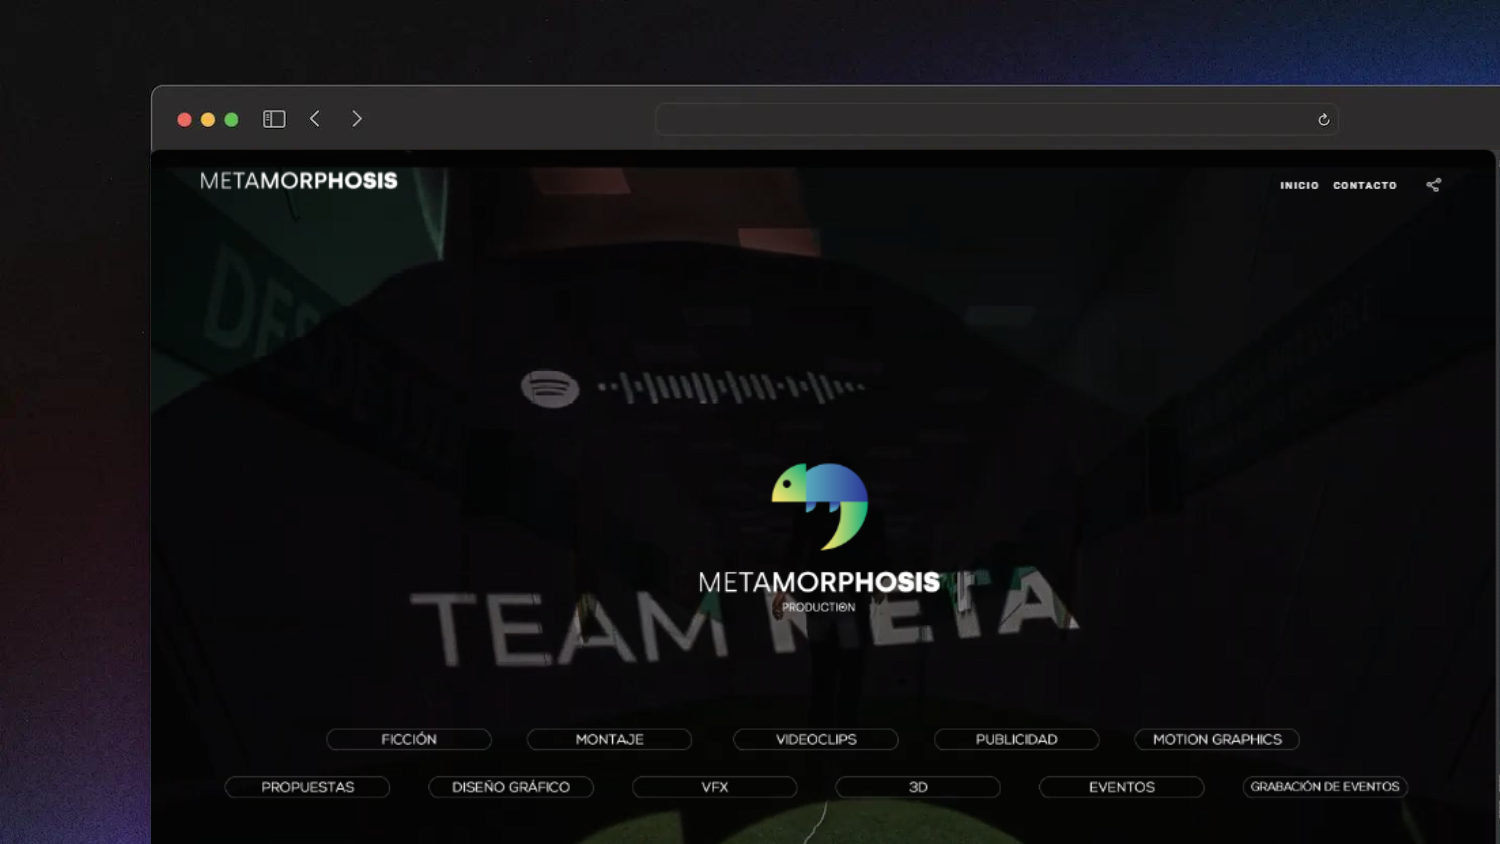 METAMORPHOSIS
INICIO CONTACTO
METAMORPHOSIS
PRODUCTION
TEAM META
FICCIÓN MONTAJE VIDEOCLIPS PUBLICIDAD MOTION GRAPHICS
PROPUESTAS DISEÑO GRÁFICO VFX 3D EVENTOS GRABACIÓN DE EVENTOS